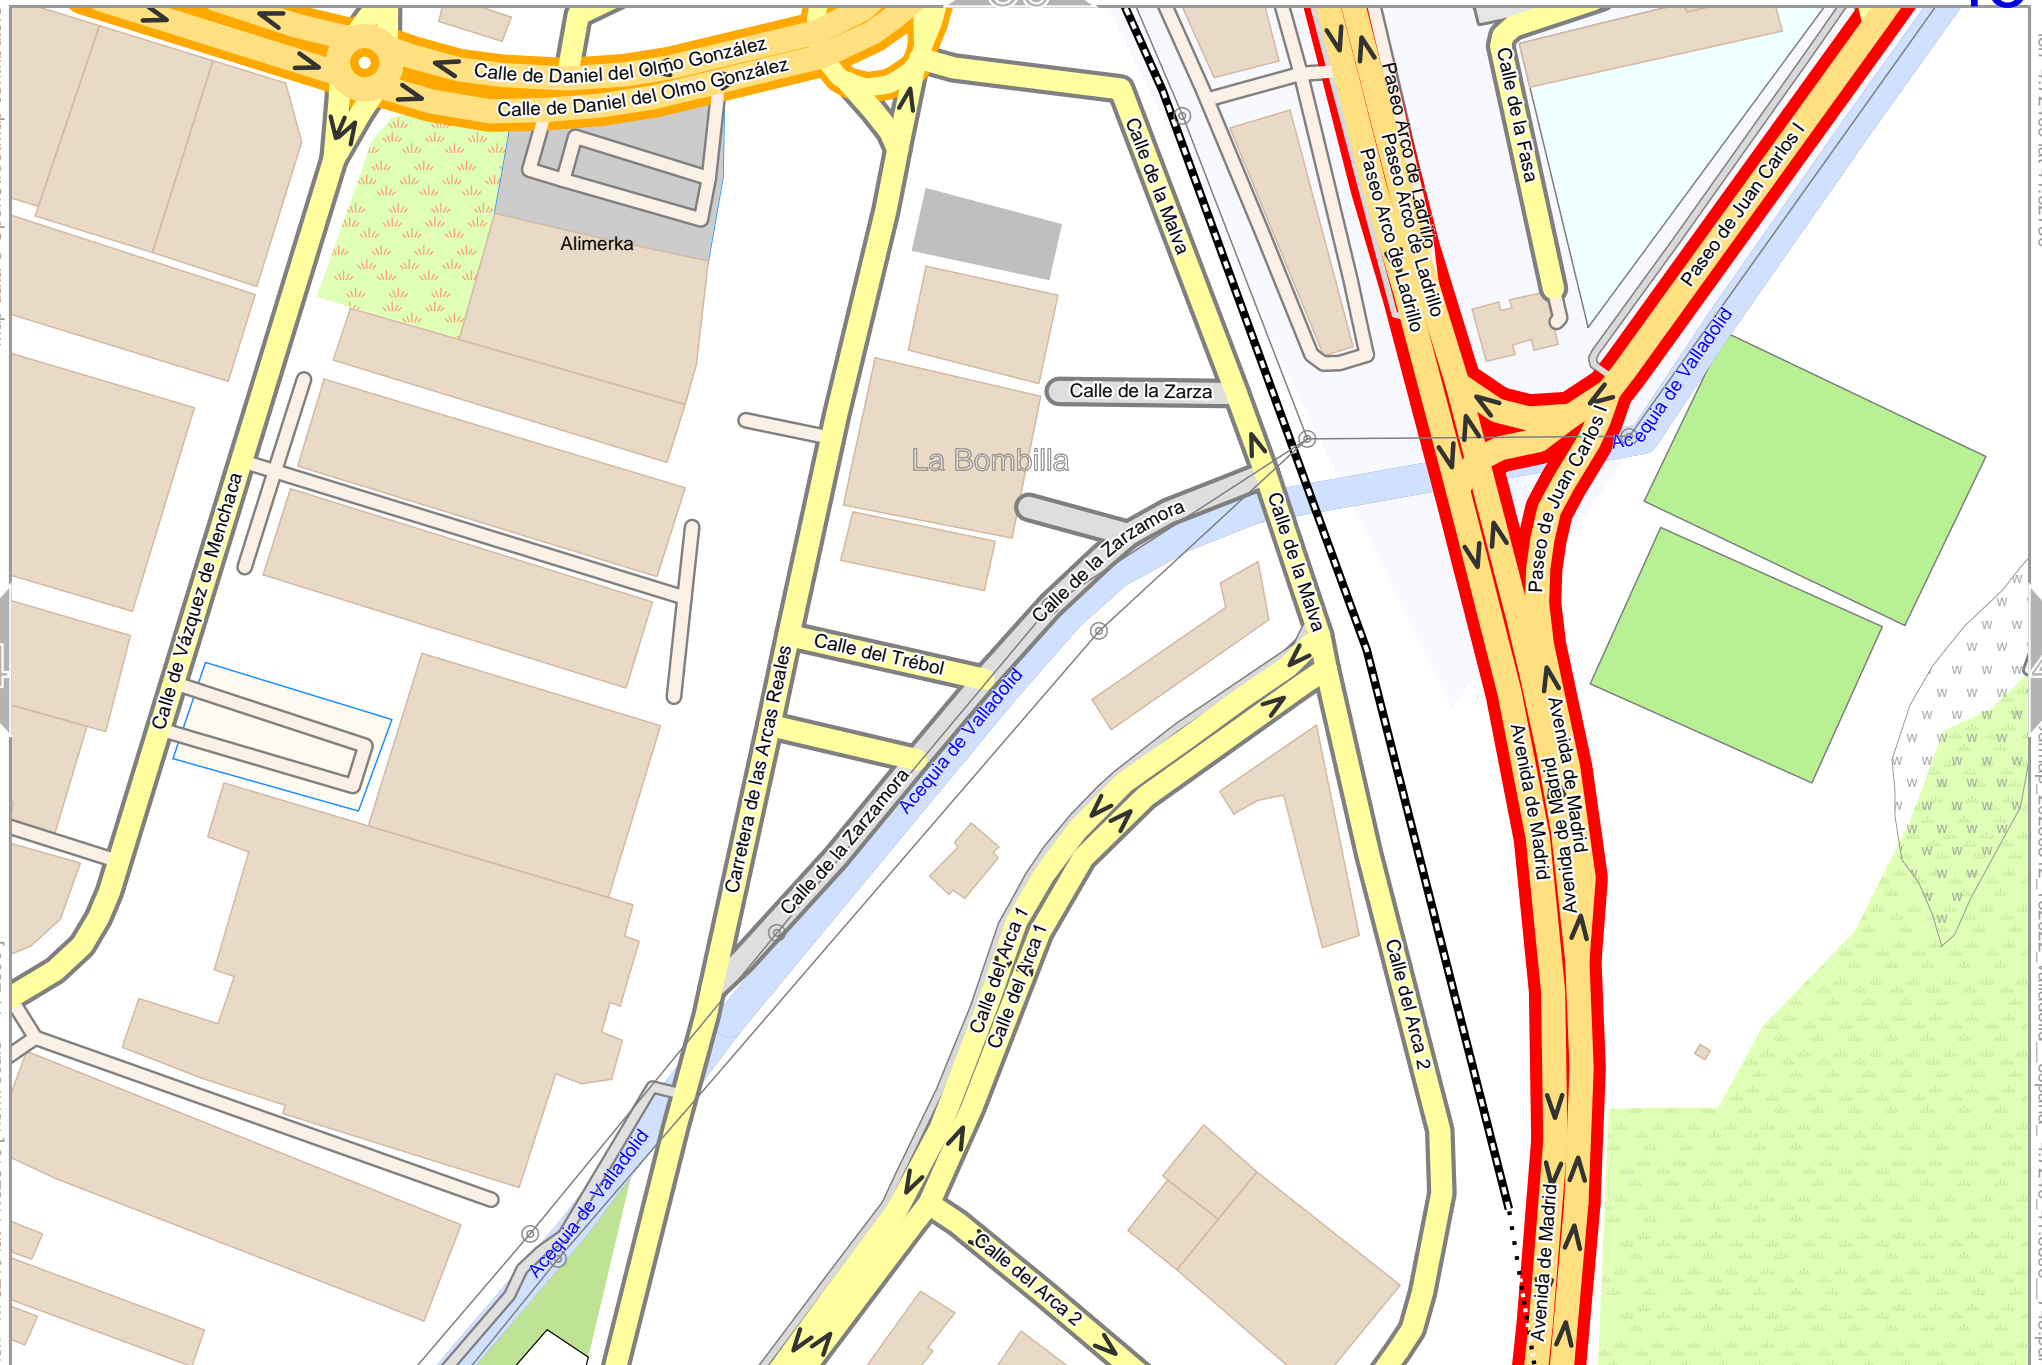 Calle de Daniel del Olmo González
Calle de Daniel del Olmo González
Calle de la Malva
Paseo Arco de Ladrillo
Paseo Arco de Ladrillo
Paseo Arco de Ladrillo
Calle de la Fasa
Paseo de Juan Carlos I
Alimerka
Calle de la Zarza
Acequia de Valladolid
La Bombilla
Calle de Vázquez de Menchaca
Calle de la Zarzamora
Calle de la Malva
Paseo de Juan Carlos I
Calle del Trébol
Carretera de las Arcas Reales
Acequia de Valladolid
Calle de la Zarzamora
Avenida de Madrid
Avenida de Madrid
Avenida de Madrid
Calle del Arca 1
Calle del Arca 1
Calle del Arca 2
Acequia de Valladolid
Calle del Arca 2
Avenida de Madrid